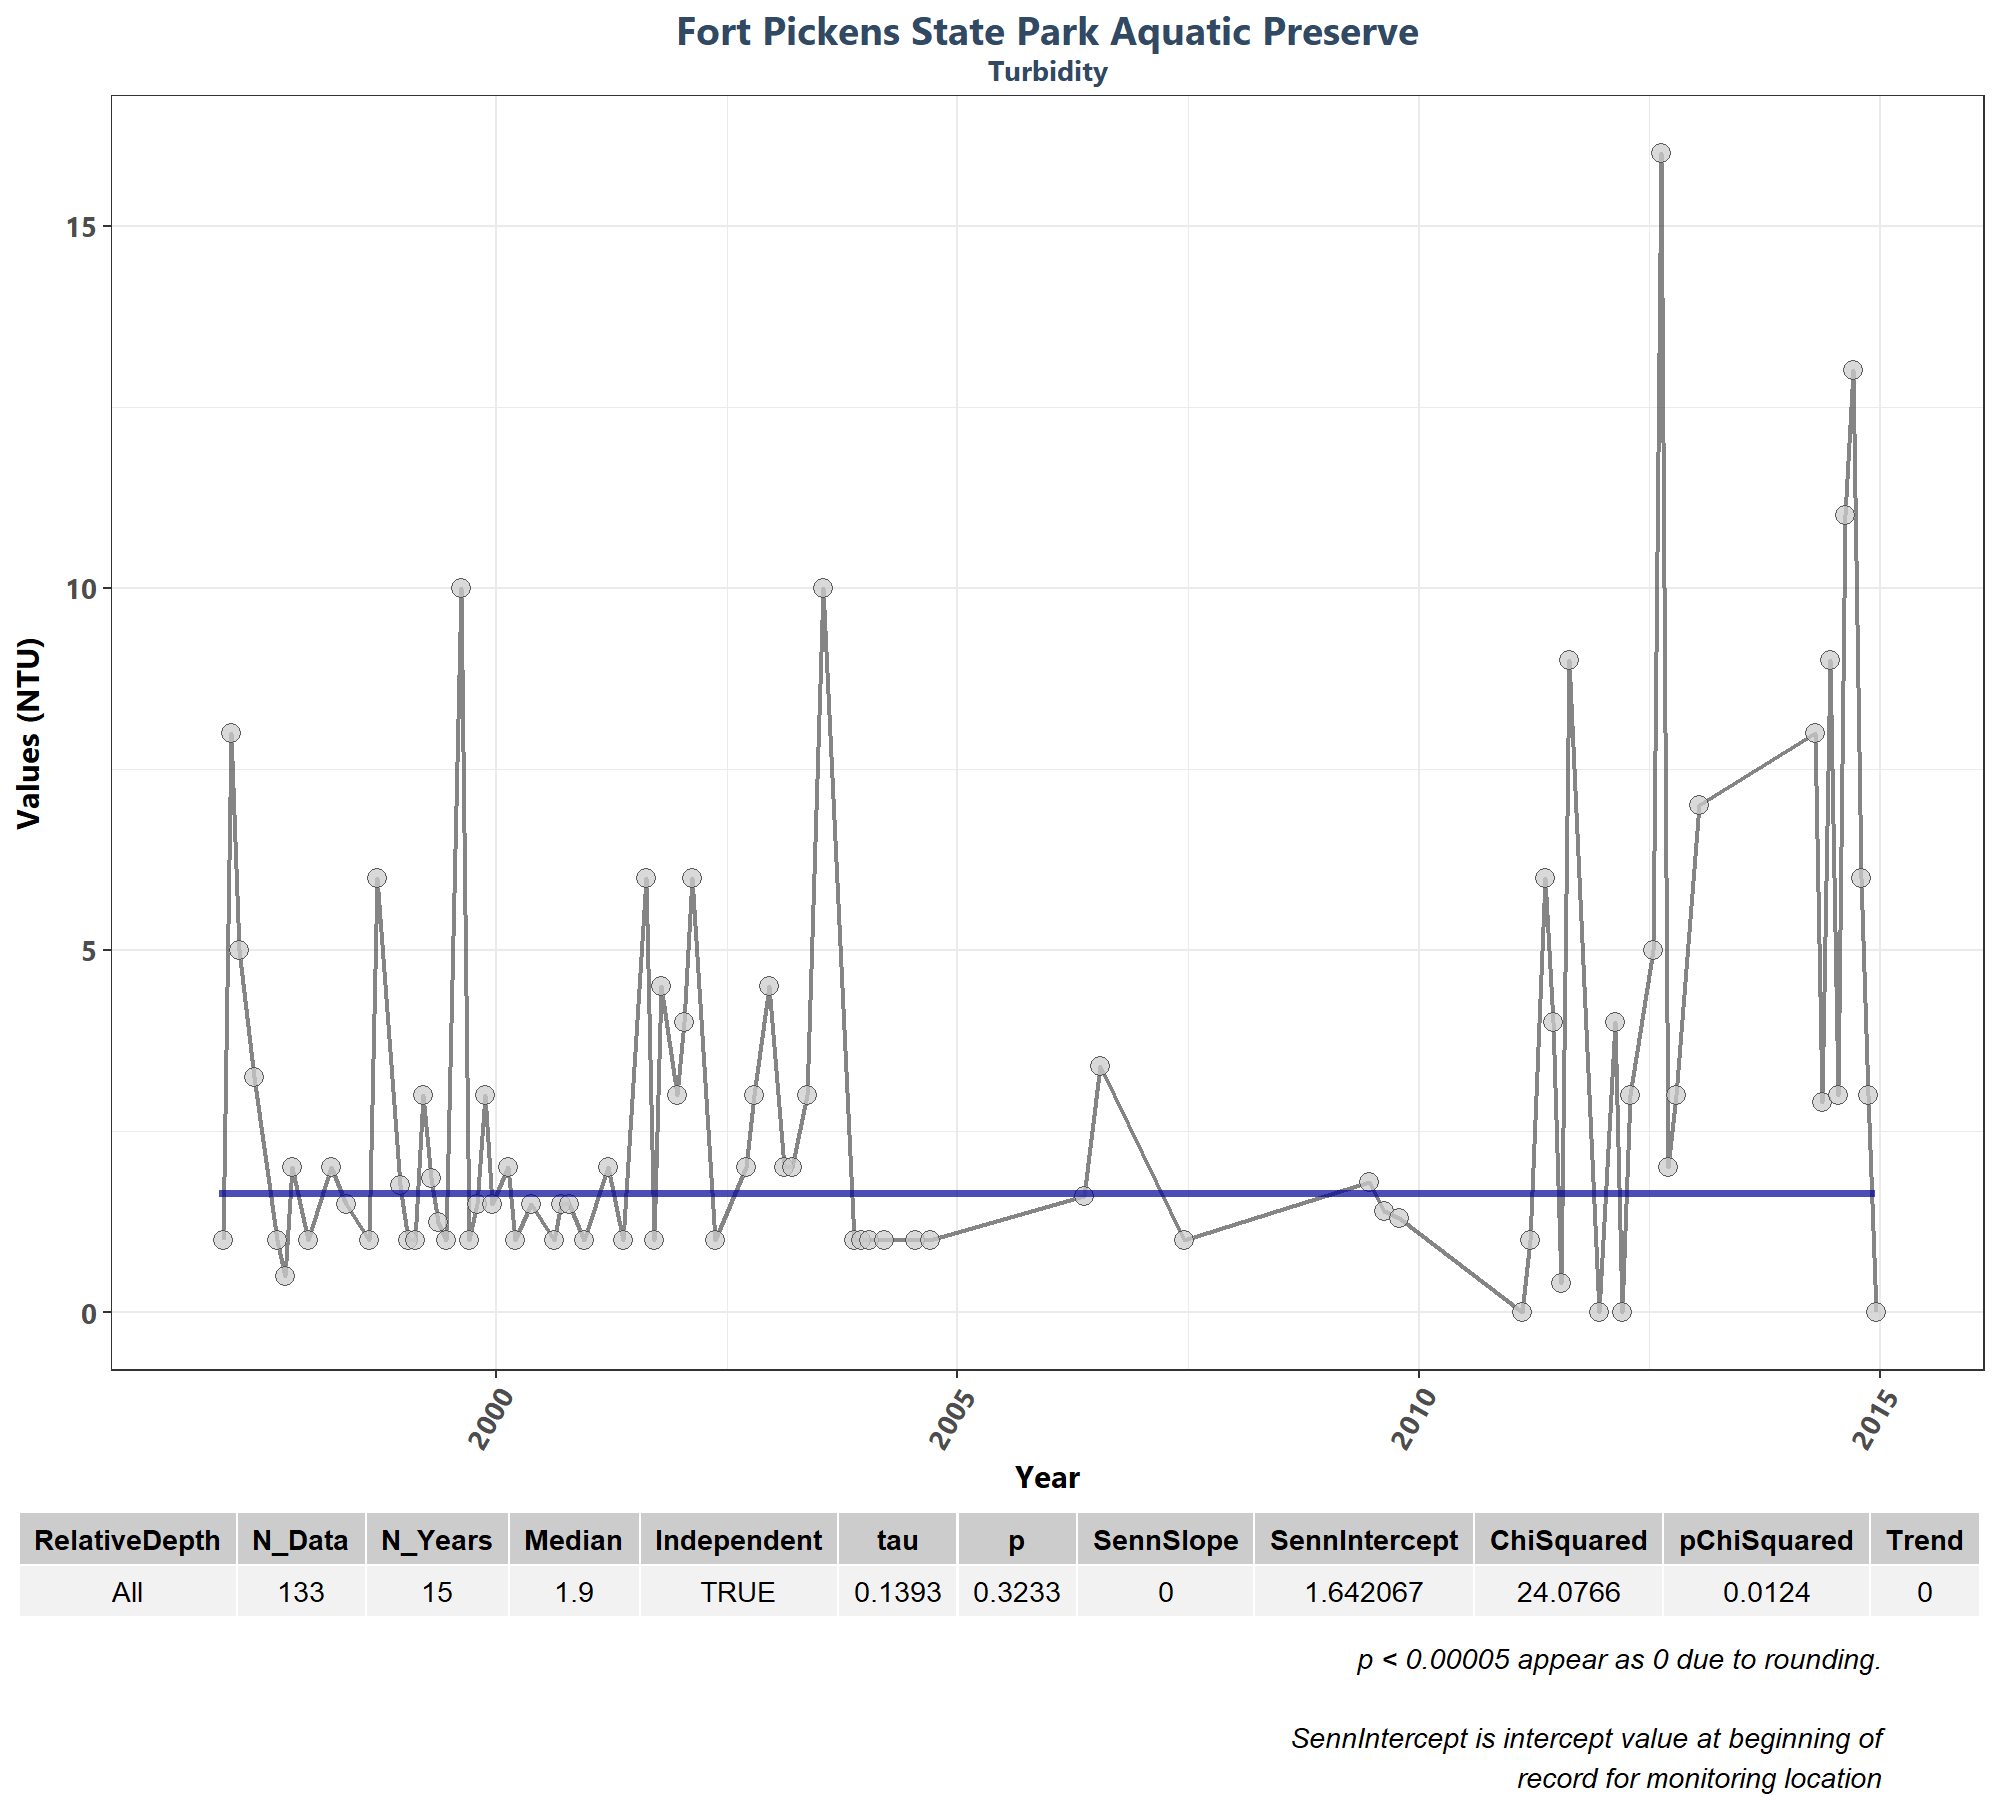 Fort Pickens State Park Aquatic Preserve
Turbidity
Values (NTU)
15
10
5
0
2000 2005 2010 2015
Year
RelativeDepth N_Data N_Years Median Independent tau p SennSlope SennIntercept ChiSquared pChiSquared Trend
All 133 15 1.9 TRUE 0.1393 0.3233 0 1.642067 24.0766 0.0124 0
p < 0.00005 appear as 0 due to rounding.
SennIntercept is intercept value at beginning of
record for monitoring location